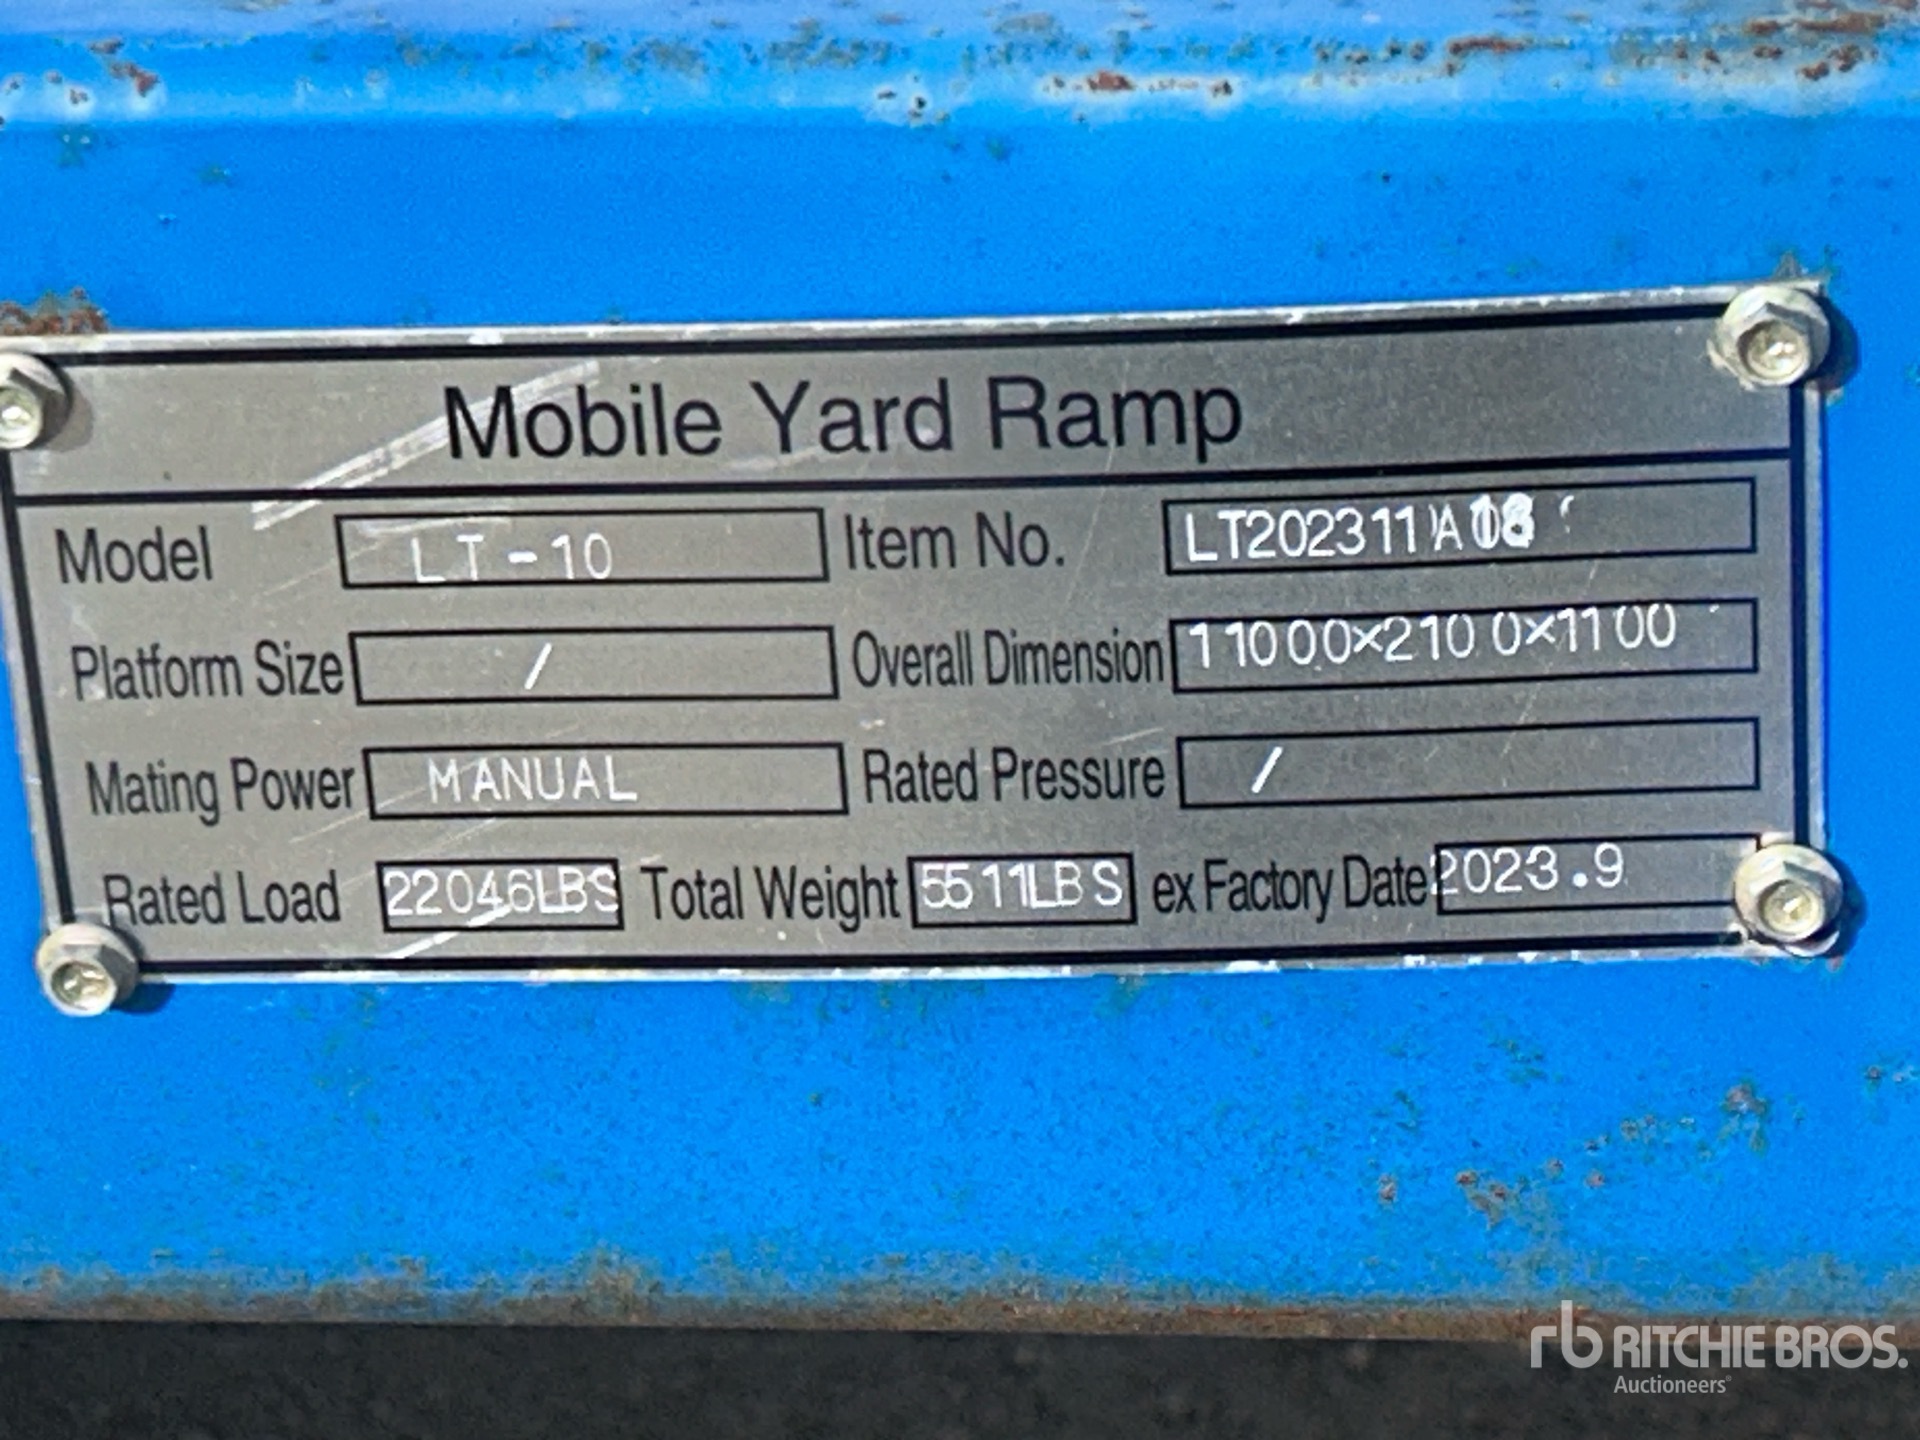 Mobile Yard Ramp
Model LT-10 Item No.
Platform Size / Overall Dimension 11000×2100×1100
Mating Power MANUAL Rated Pressure /
Rated Load 22046LBS Total Weight 5511LBS ex Factory Date 2023.9
rb RITCHIE BROS.
Auctioneers